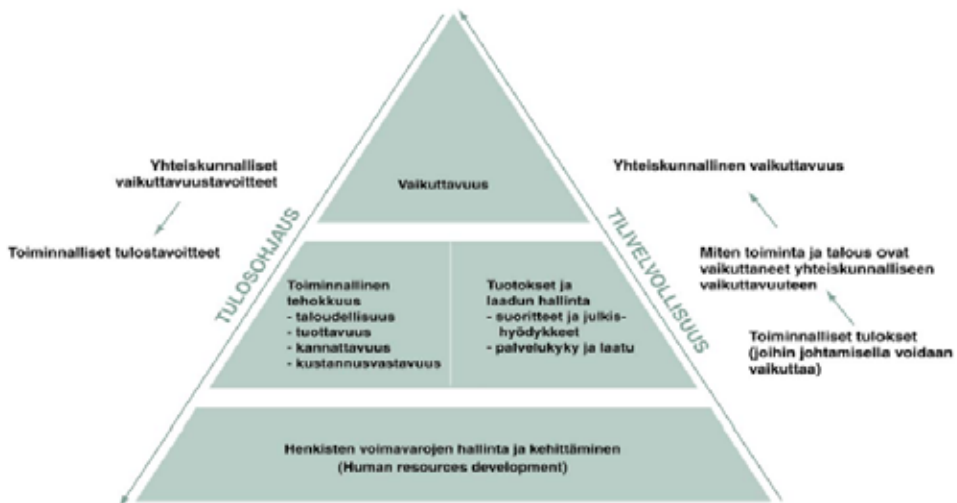 Yhteiskunnalliset
vaikuttavuustavoitteet
Toiminnalliset tulostavoitteet
TULOSOHJAUS
Vaikuttavuus
Toiminnallinen
tehokkuus
- taloudellisuus
- tuottavuus
- kannattavuus
- kustannusvastavuus
Tuotokset ja
laadun hallinta
- suoritteet ja julkis-
hyödykkeet
- palvelukyky ja laatu
Henkisten voimavarojen hallinta ja kehittäminen
(Human resources development)
TILIVELVOLLISUUS
Yhteiskunnallinen vaikuttavuus
Miten toiminta ja talous ovat
vaikuttaneet yhteiskunnalliseen
vaikuttavuuteen
Toiminnalliset tulokset
(joihin johtamisella voidaan
vaikuttaa)